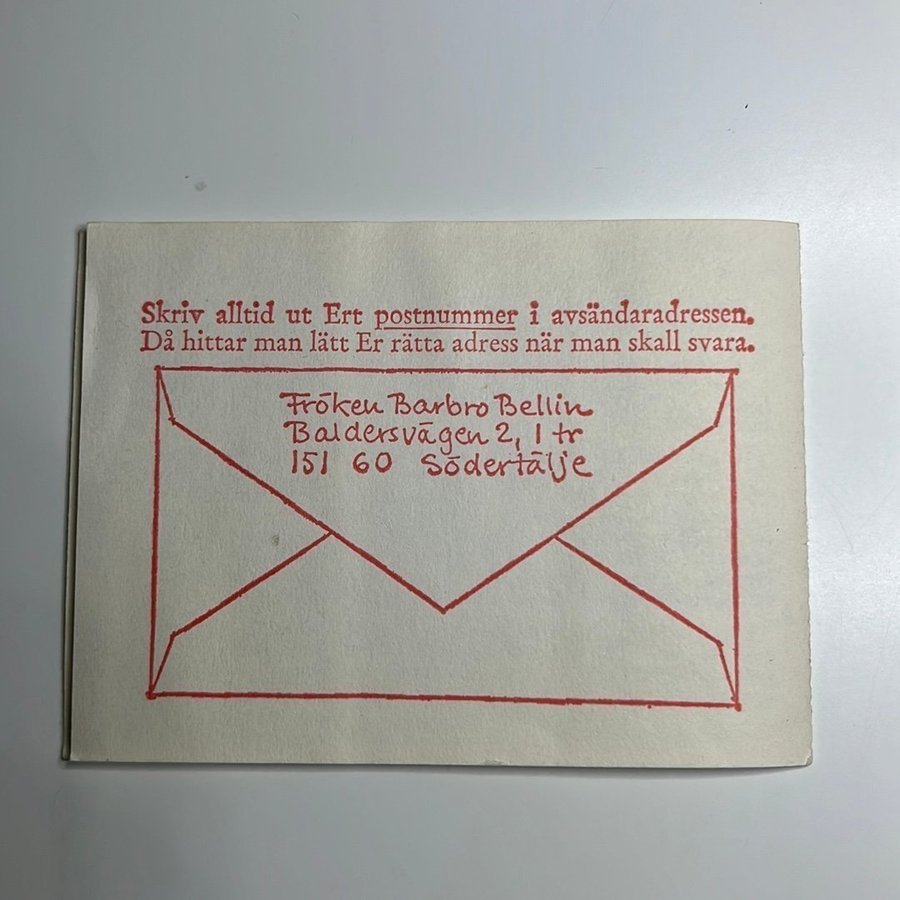 Skriv alltid ut Ert postnummer i avsändaradressen.
Då hittar man lätt Er rätta adress när man skall svara.
Fröken Barbro Bellin
Baldersvägen 2, 1 tr
151 60 Södertälje